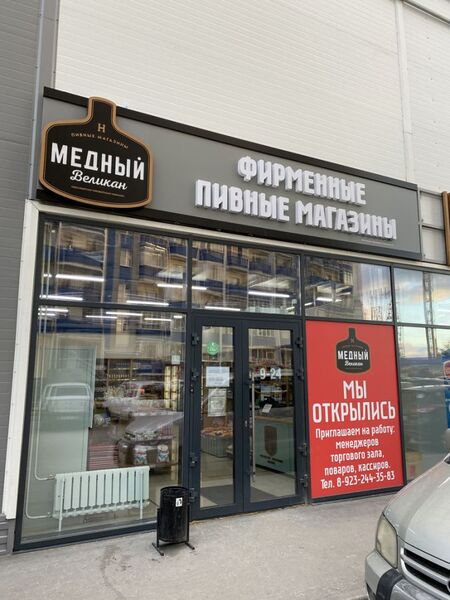 Н
ПИВНЫЕ МАГАЗИНЫ
МЕДНЫЙ
Великан
ФИРМЕННЫЕ
ПИВНЫЕ МАГАЗИНЫ
9-21
МЕДНЫЙ
Великан
МЫ
ОТКРЫЛИСЬ
Приглашаем на работу:
менеджеров
торгового зала,
поваров, кассиров.
Тел. 8-923-244-35-83